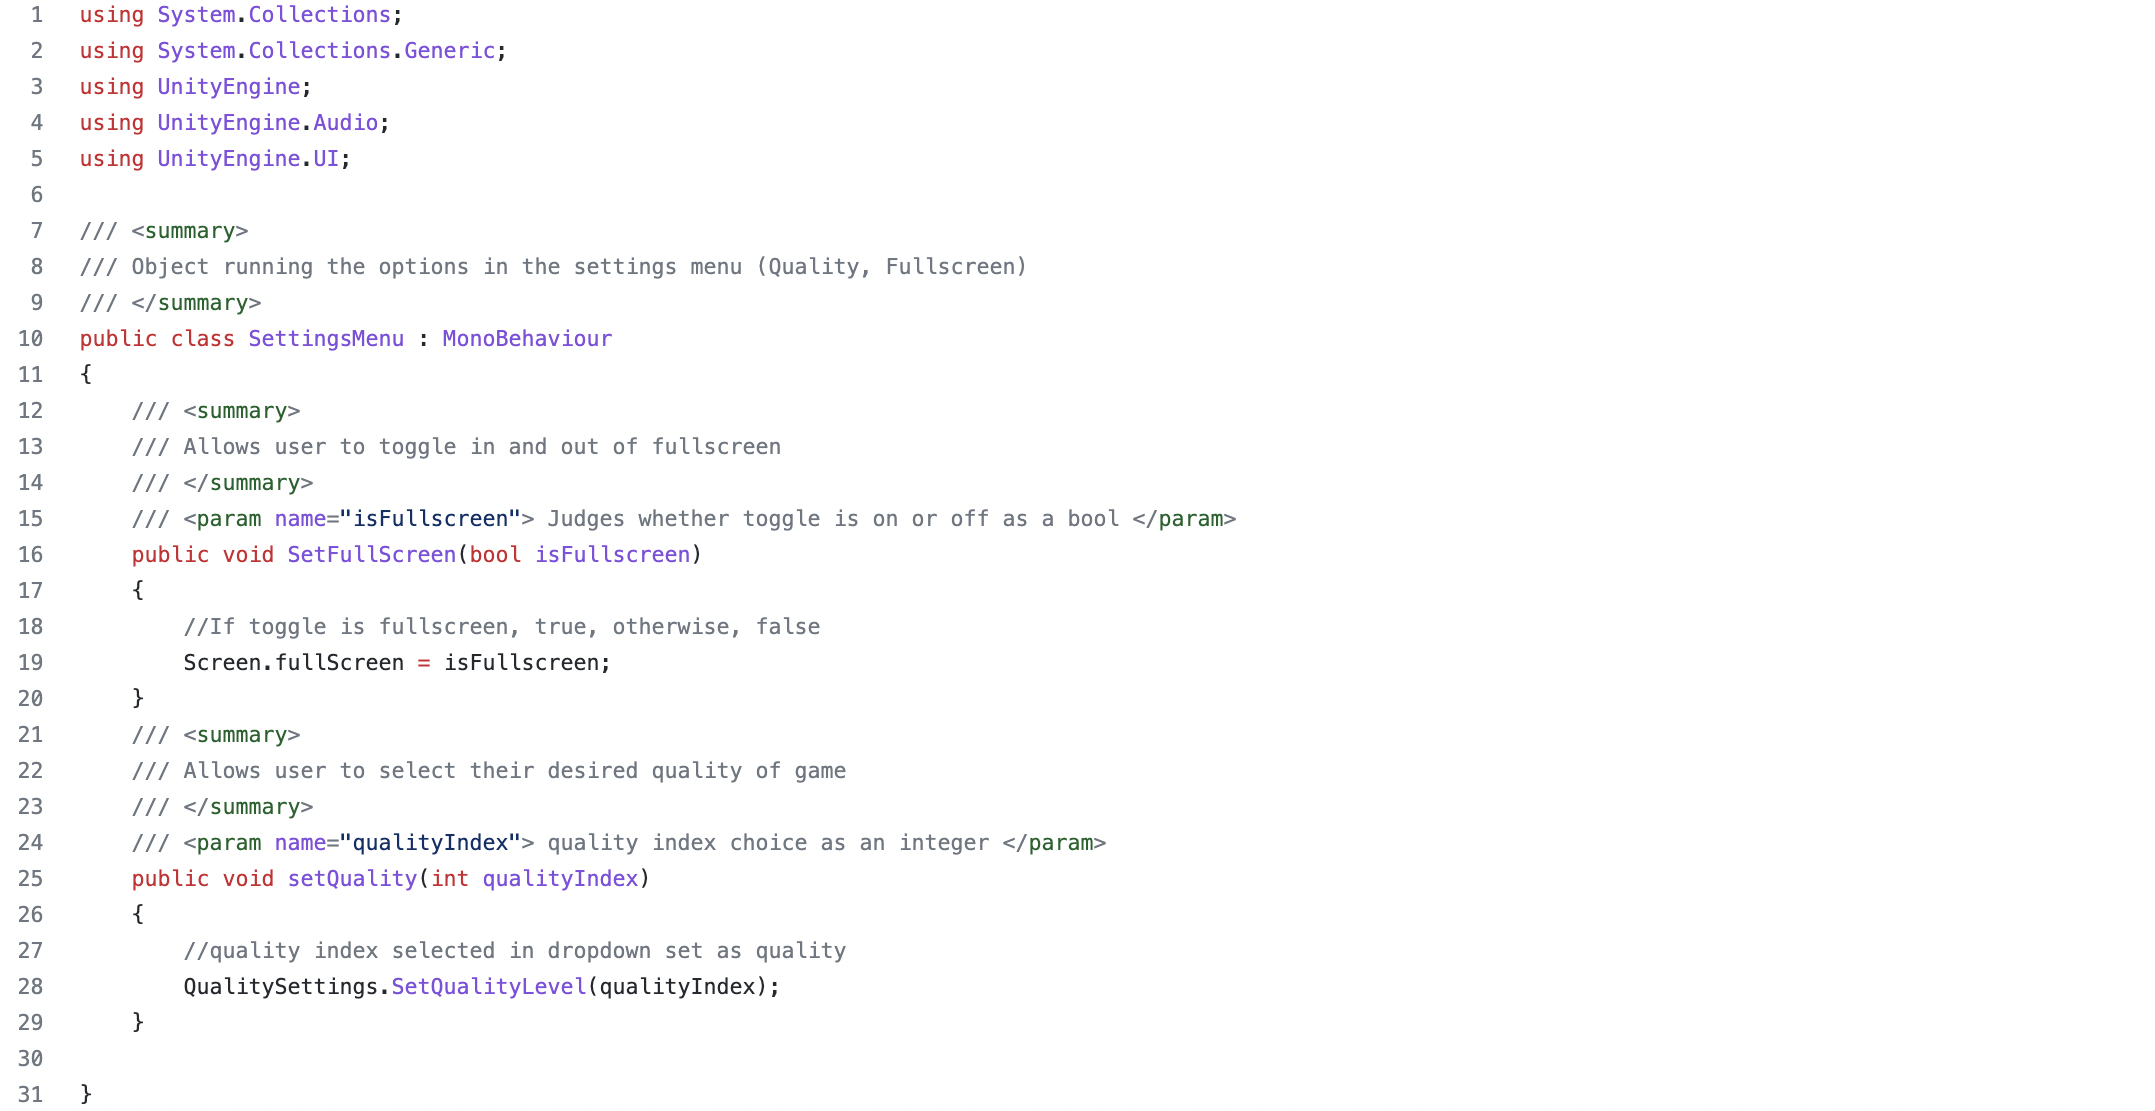 1 using System.Collections;
2 using System.Collections.Generic;
3 using UnityEngine;
4 using UnityEngine.Audio;
5 using UnityEngine.UI;
6
7 /// <summary>
8 /// Object running the options in the settings menu (Quality, Fullscreen)
9 /// </summary>
10 public class SettingsMenu : MonoBehaviour
11 {
12     /// <summary>
13     /// Allows user to toggle in and out of fullscreen
14     /// </summary>
15     /// <param name="isFullscreen"> Judges whether toggle is on or off as a bool </param>
16     public void SetFullScreen(bool isFullscreen)
17     {
18         //If toggle is fullscreen, true, otherwise, false
19         Screen.fullScreen = isFullscreen;
20     }
21     /// <summary>
22     /// Allows user to select their desired quality of game
23     /// </summary>
24     /// <param name="qualityIndex"> quality index choice as an integer </param>
25     public void setQuality(int qualityIndex)
26     {
27         //quality index selected in dropdown set as quality
28         QualitySettings.SetQualityLevel(qualityIndex);
29     }
30
31 }